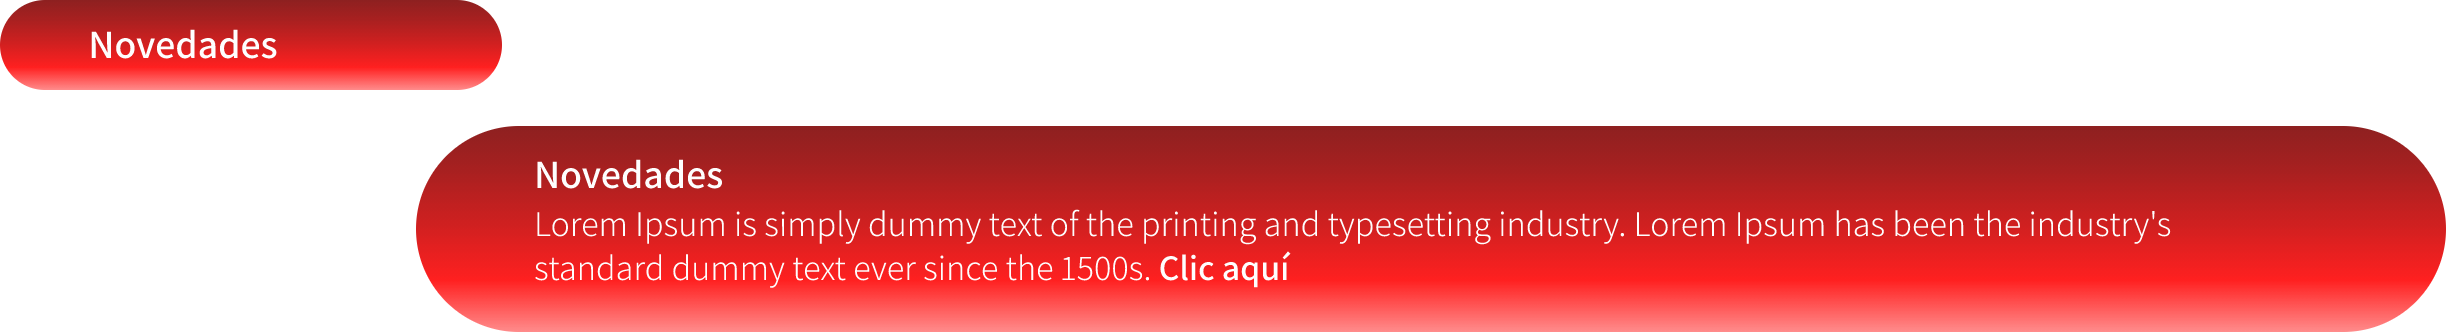 Novedades
Novedades
Lorem Ipsum is simply dummy text of the printing and typesetting industry. Lorem Ipsum has been the industry's
standard dummy text ever since the 1500s. Clic aquí